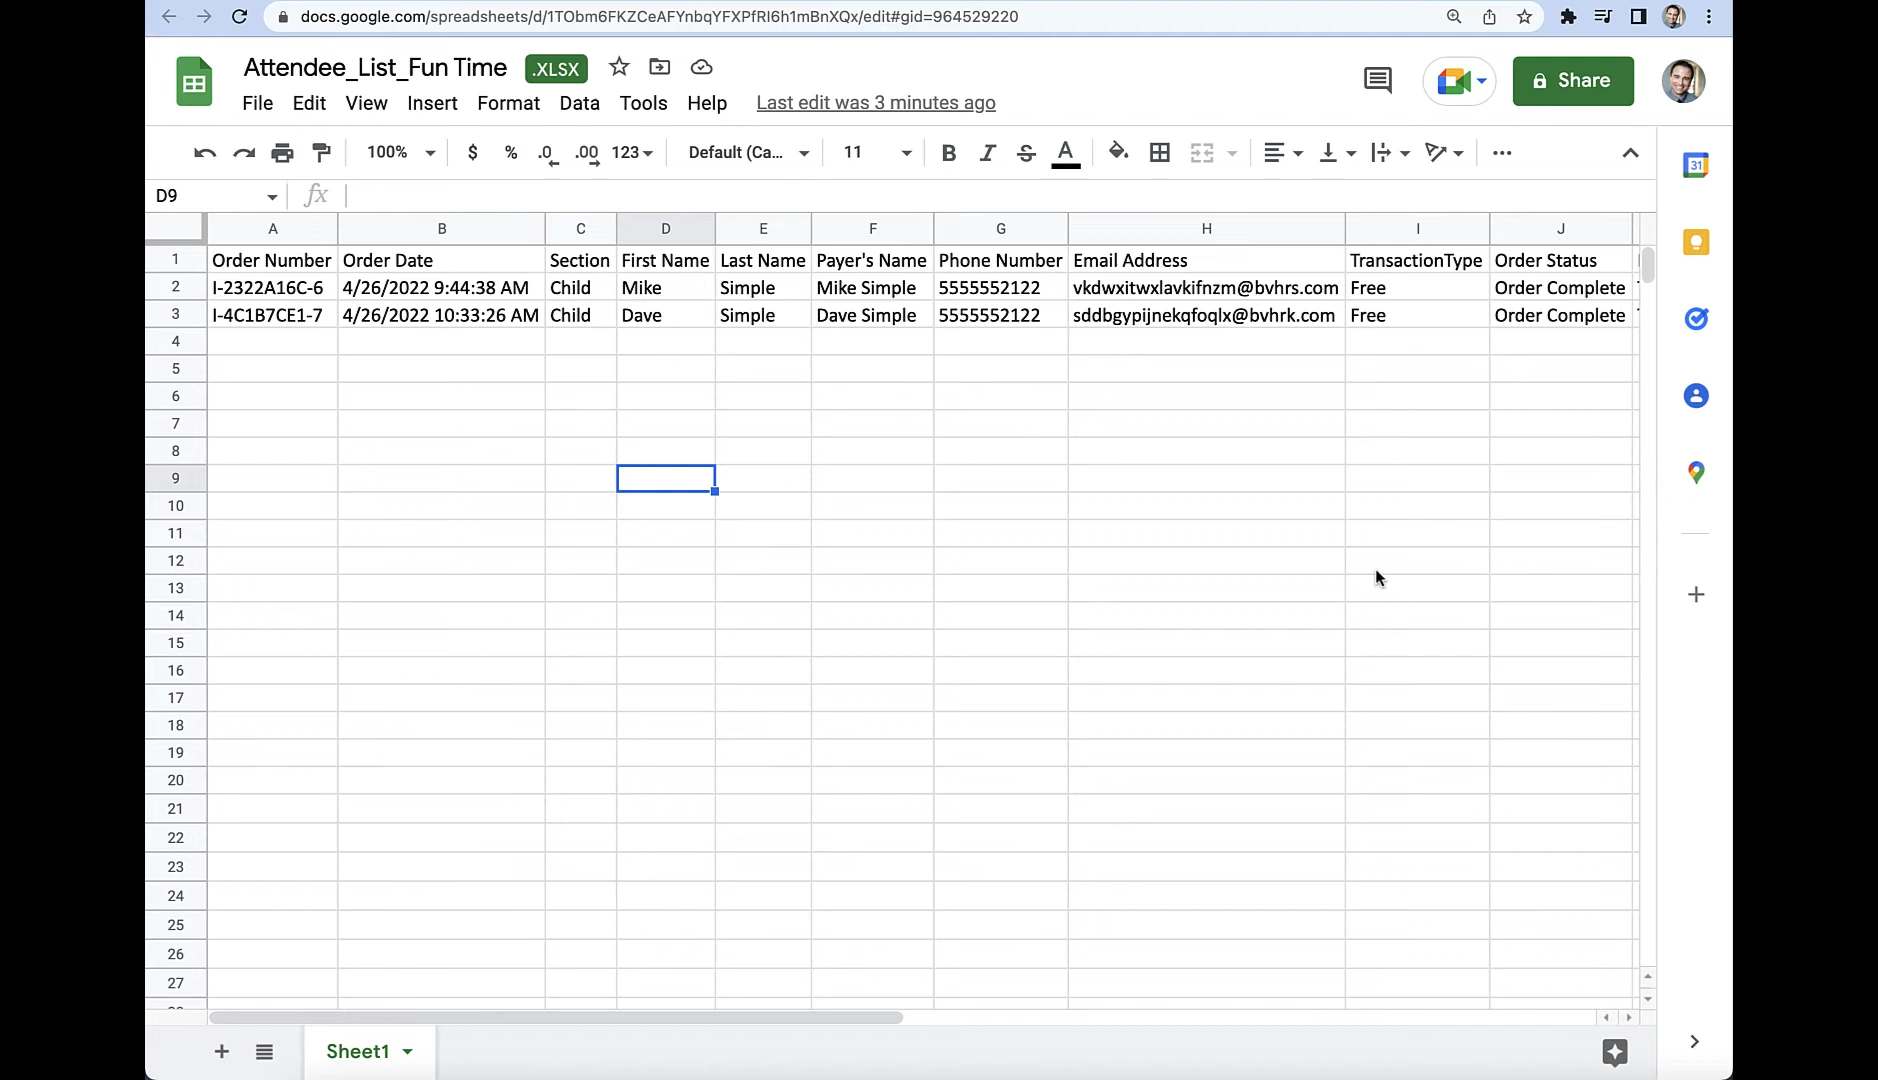 docs.google.com/spreadsheets/d/1TObm6FKZCeAFYnbqYFXPfRI6h1mBnXQx/edit#gid=964529220
Attendee_List_Fun Time .XLSX
Share
File Edit View Insert Format Data Tools Help Last edit was 3 minutes ago
100% $ % .0 .00 123 Default (Ca... 11 B I S A
31
D9 fx
A B C D E F G H I J
1 Order Number Order Date Section First Name Last Name Payer's Name Phone Number Email Address TransactionType Order Status
2 I-2322A16C-6 4/26/2022 9:44:38 AM Child Mike Simple Mike Simple 5555552122 vkdwxitwxlavkifnzm@bvhrs.com Free Order Complete
3 I-4C1B7CE1-7 4/26/2022 10:33:26 AM Child Dave Simple Dave Simple 5555552122 sddbgypijnekqfoqlx@bvhrk.com Free Order Complete
4
5
6
7
8
9
10
11
12
13
14
15
16
17
18
19
20
21
22
23
24
25
26
27
Sheet1